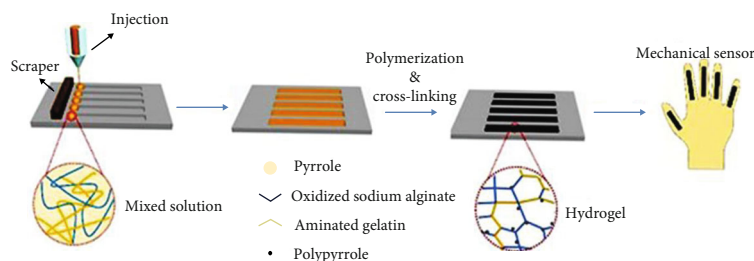 Injection
Scraper
Mixed solution
Polymerization
&
cross-linking
Mechanical sensor
Pyrrole
Oxidized sodium alginate
Aminated gelatin
Polypyrrole
Hydrogel